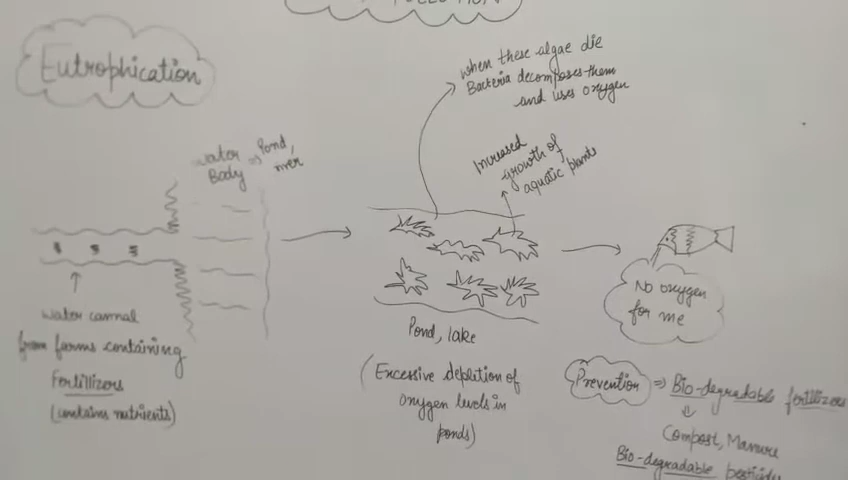 Eutrophication
water
Body
⇒ Pond,
river
water cannal
from farms containing
Fertillizers
(contains nutrients)
when these algae die
Bacteria decomposes them
and uses oxygen
Increased
growth of
aquatic plants
Pond, lake
(Excessive depletion of
oxygen levels in
ponds)
No oxygen
for me
Prevention ⇒ Bio-degradable fertilizers
Compost, Manure
Bio-degradable